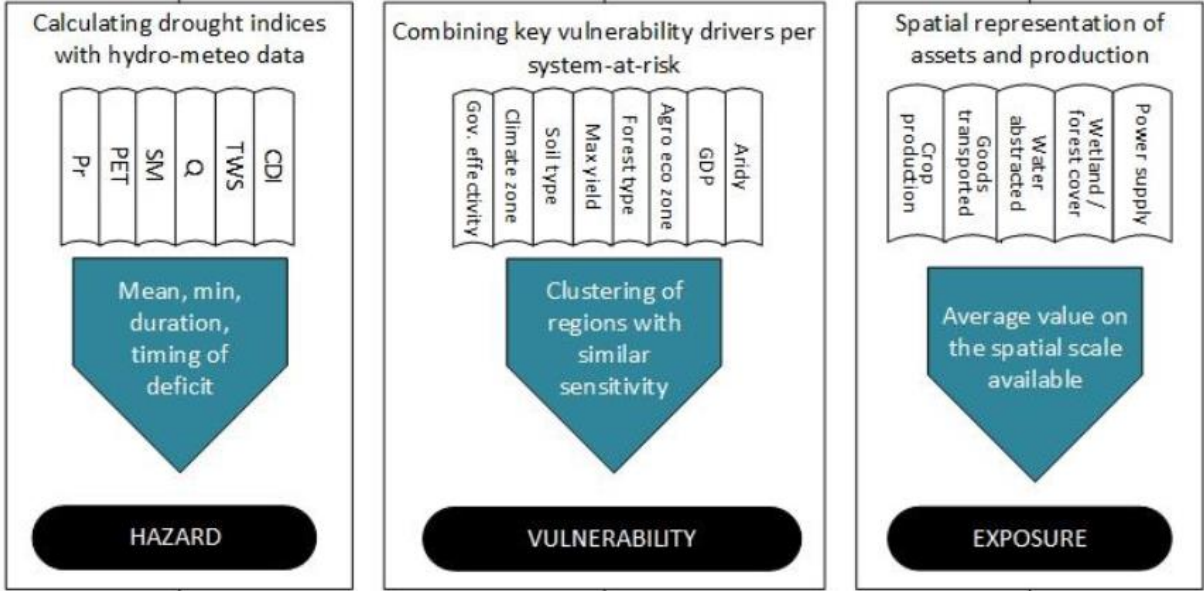 Calculating drought indices
with hydro-meteo data
Pr
PET
SM
Q
TWS
CDI
Mean, min,
duration,
timing of
deficit
HAZARD
Combining key vulnerability drivers per
system-at-risk
Gov. effectivity
Climate zone
Soil type
Max yield
Forest type
Agro eco zone
GDP
Aridy
Clustering of
regions with
similar
sensitivity
VULNERABILITY
Spatial representation of
assets and production
Crop
production
Goods
transported
Water
abstracted
Wetland /
forest cover
Power supply
Average value on
the spatial scale
available
EXPOSURE